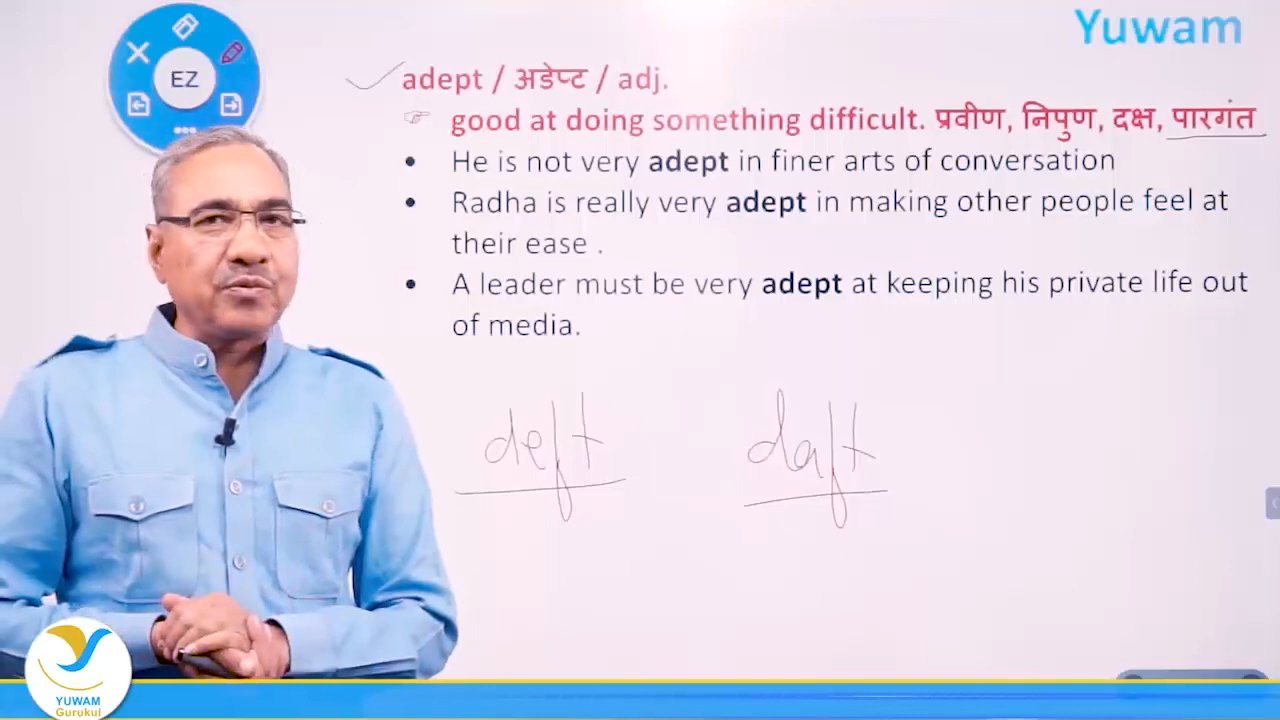 Yuwam
EZ
adept / अडेप्ट / adj.
good at doing something difficult. प्रवीण, निपुण, दक्ष, पारगंत
• He is not very adept in finer arts of conversation
• Radha is really very adept in making other people feel at
their ease .
• A leader must be very adept at keeping his private life out
of media.
deft daft
YUWAM
Gurukul